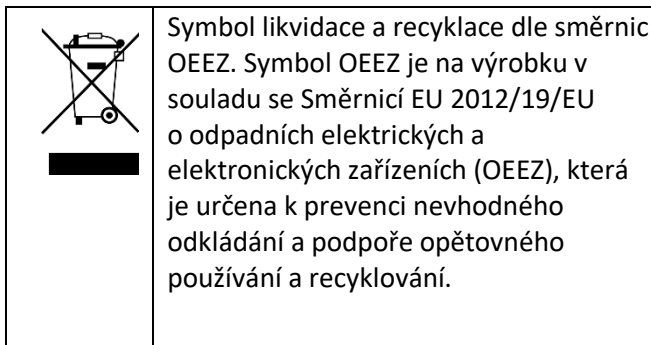 Symbol likvidace a recyklace dle směrnic
OEEZ. Symbol OEEZ je na výrobku v
souladu se Směrnicí EU 2012/19/EU
o odpadních elektrických a
elektronických zařízeních (OEEZ), která
je určena k prevenci nevhodného
odkládání a podpoře opětovného
používání a recyklování.